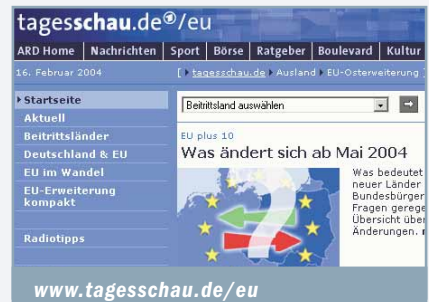 tagesschau.de®/eu
ARD Home Nachrichten Sport Börse Ratgeber Boulevard Kultur
16. Februar 2004 [ tagesschau.de Ausland EU-Osterweiterung ]
Startseite
Aktuell
Beitrittsländer
Deutschland & EU
EU im Wandel
EU-Erweiterung
kompakt
Radiotipps
Beitrittsland auswählen
EU plus 10
Was ändert sich ab Mai 2004
?
Was bedeutet
neuer Länder
Bundesbürger
Fragen gerege
Übersicht über
Änderungen.
www.tagesschau.de/eu